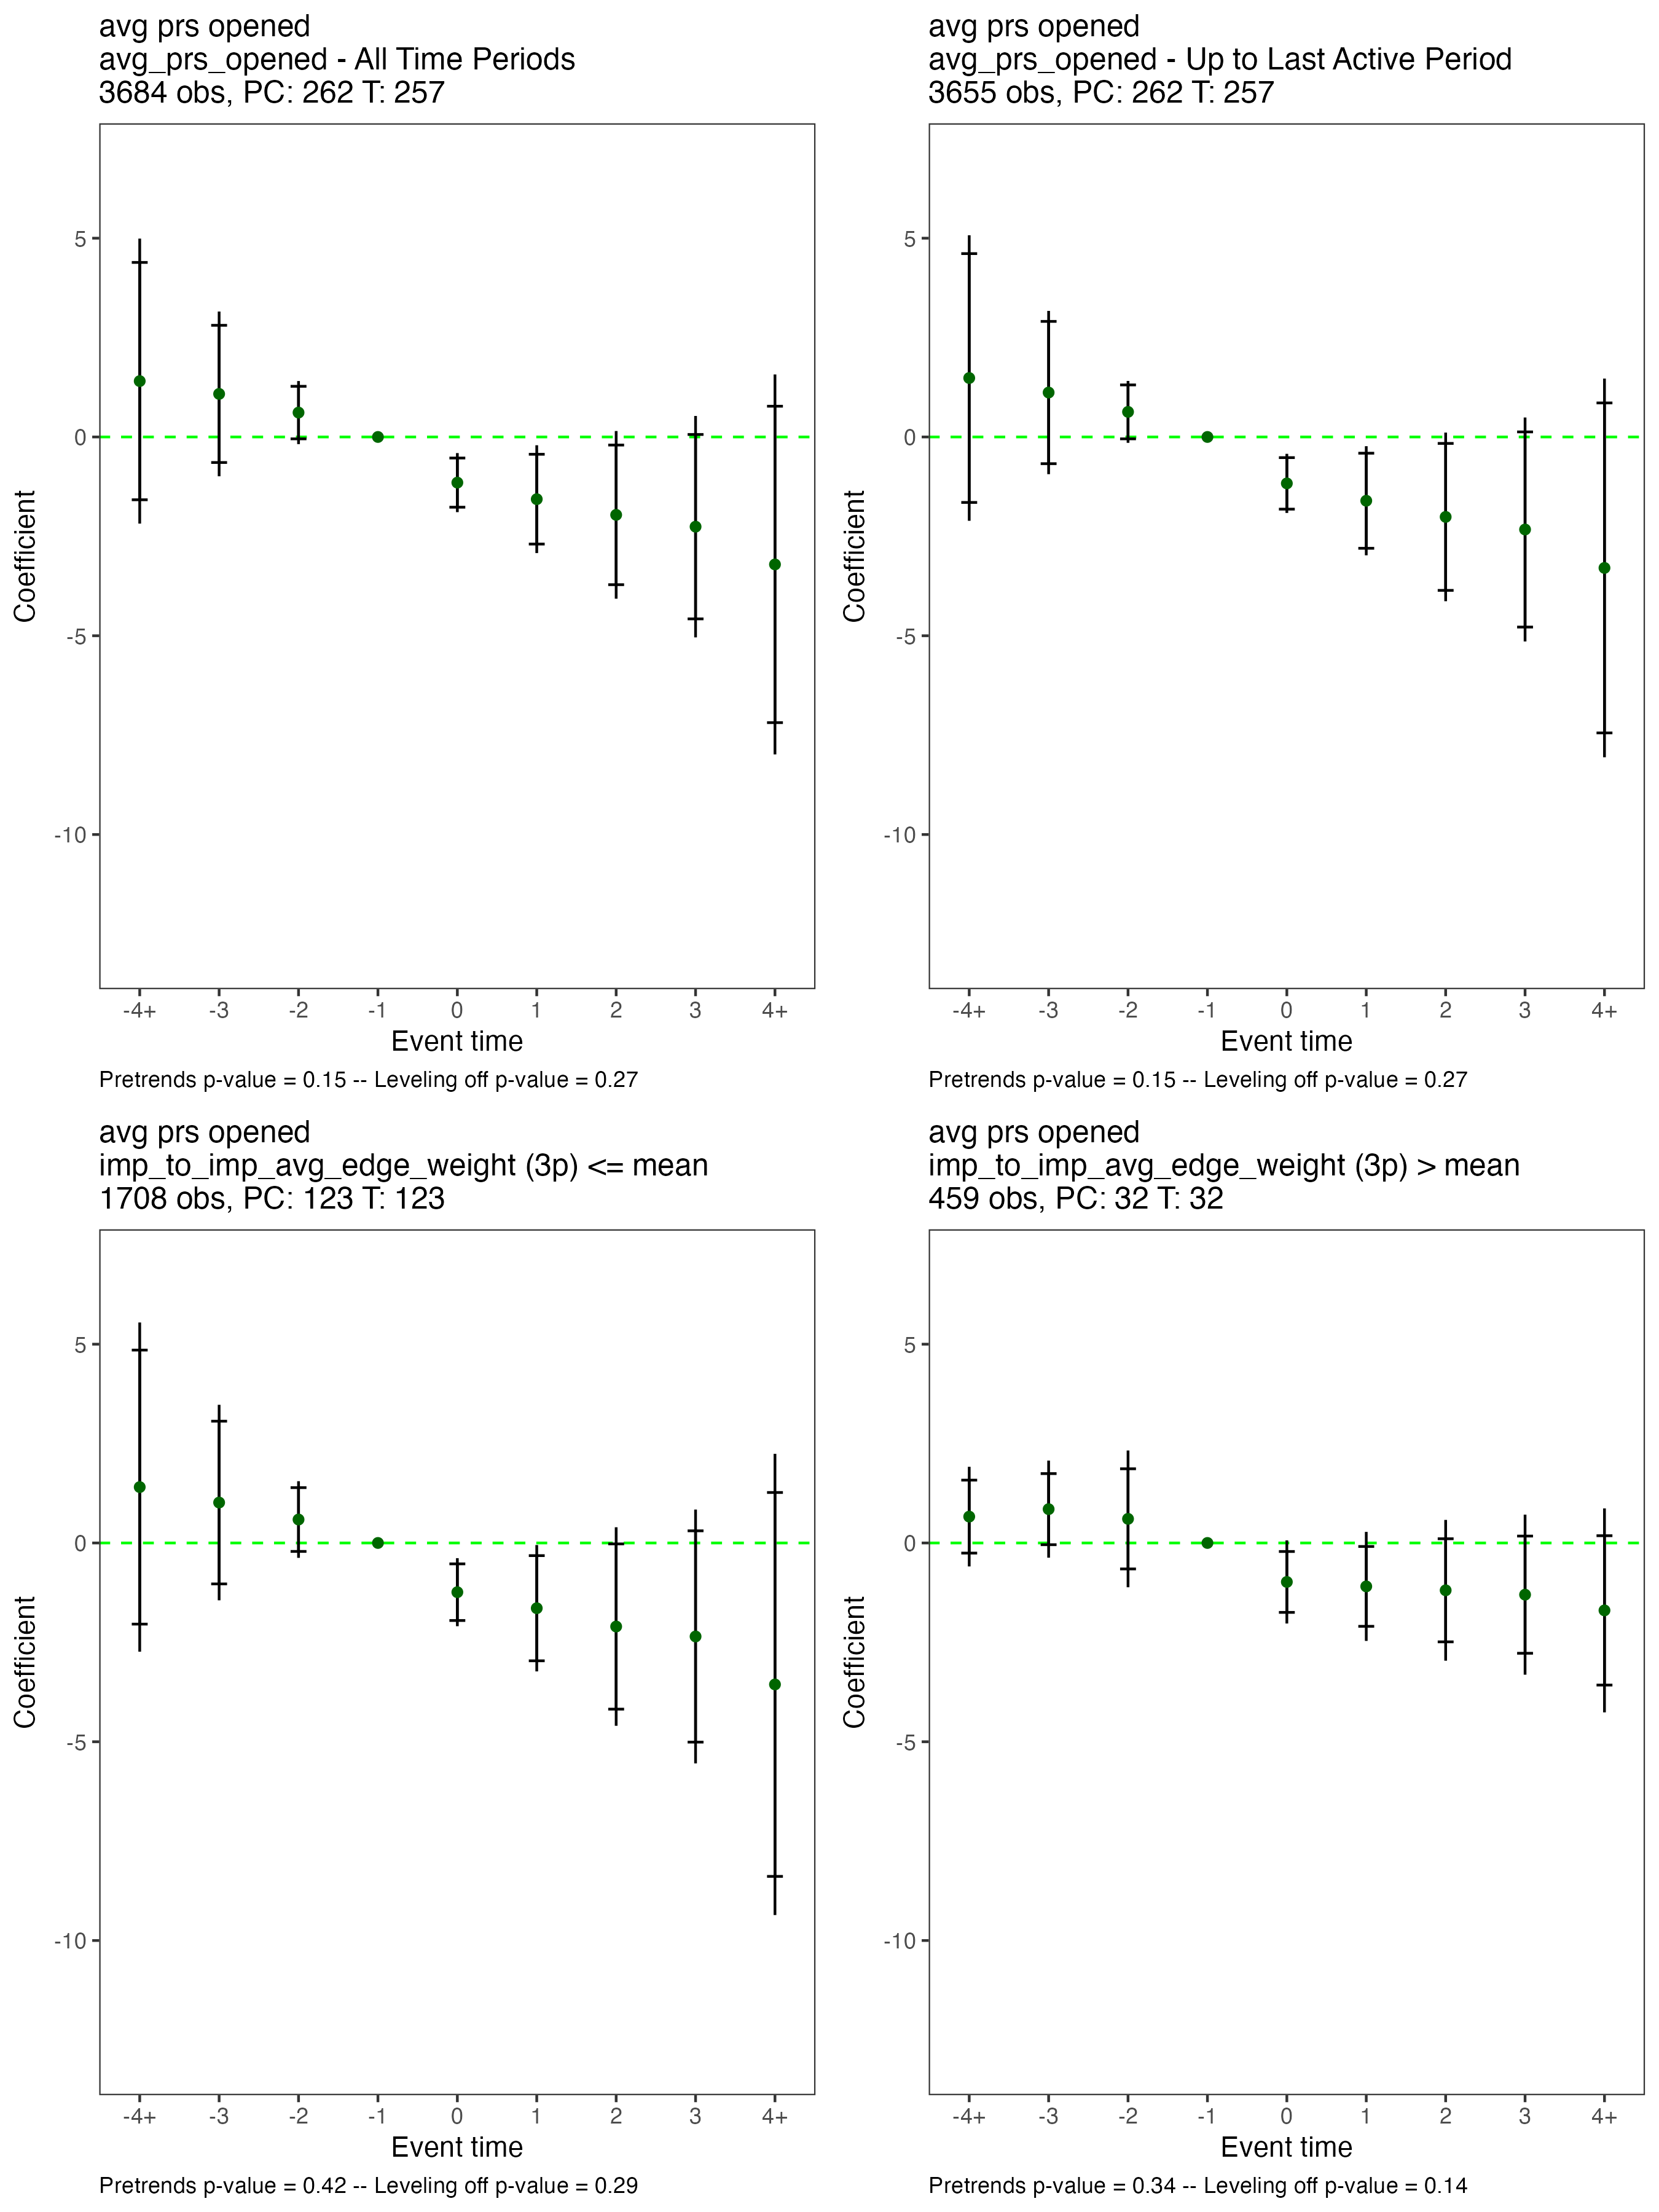 avg prs opened
avg_prs_opened - All Time Periods
3684 obs, PC: 262 T: 257
Coefficient
5
0
-5
-10
-4+ -3 -2 -1 0 1 2 3 4+
Event time
Pretrends p-value = 0.15 -- Leveling off p-value = 0.27
avg prs opened
avg_prs_opened - Up to Last Active Period
3655 obs, PC: 262 T: 257
Coefficient
5
0
-5
-10
-4+ -3 -2 -1 0 1 2 3 4+
Event time
Pretrends p-value = 0.15 -- Leveling off p-value = 0.27
avg prs opened
imp_to_imp_avg_edge_weight (3p) <= mean
1708 obs, PC: 123 T: 123
Coefficient
5
0
-5
-10
-4+ -3 -2 -1 0 1 2 3 4+
Event time
Pretrends p-value = 0.42 -- Leveling off p-value = 0.29
avg prs opened
imp_to_imp_avg_edge_weight (3p) > mean
459 obs, PC: 32 T: 32
Coefficient
5
0
-5
-10
-4+ -3 -2 -1 0 1 2 3 4+
Event time
Pretrends p-value = 0.34 -- Leveling off p-value = 0.14